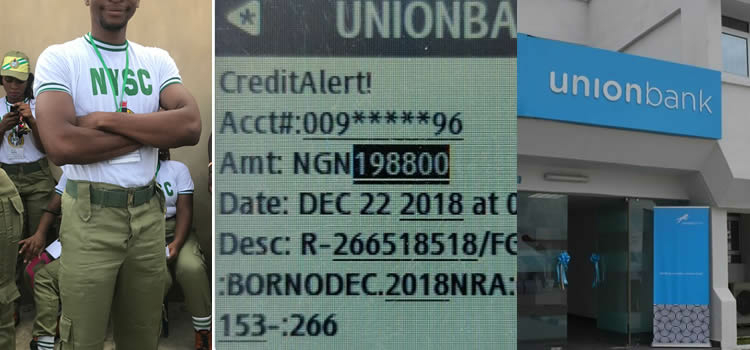 NYSC
SC
UNIONBA
CreditAlert!
Acct#:009*****96
Amt: NGN198800
Date: DEC 22 2018 at 0
Desc: R-266518518/FG
:BORNODEC.2018NRA:
153-:266
unionbank